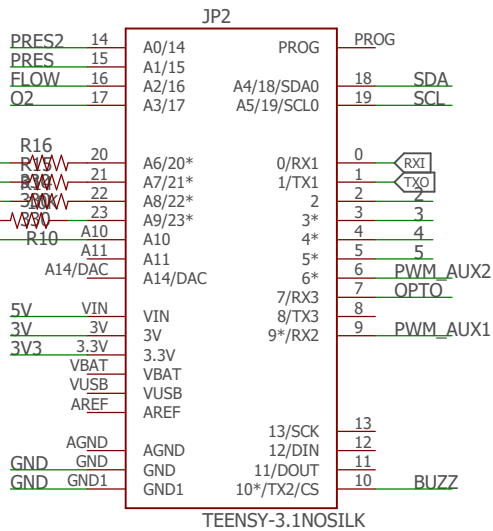 JP2
PRES2 14 A0/14 PROG PROG
PRES 15 A1/15
FLOW 16 A2/16 A4/18/SDA0 18 SDA
O2 17 A3/17 A5/19/SCL0 19 SCL
R16
20 A6/20* 0/RX1 0 RXI
R15
21 A7/21* 1/TX1 1 TXO
22 A8/22* 2 2 2
330
23 A9/23* 3* 3 3
R10
A10 A10 4* 4 4
A11 A11 5* 5 5
A14/DAC A14/DAC 6* 6 PWM_AUX2
7/RX3 7 OPTO
5V VIN VIN 8/TX3 8
3V 3V 3V 9*/RX2 9 PWM_AUX1
3V3 3.3V 3.3V
VBAT VBAT
VUSB VUSB
AREF AREF
13/SCK 13
AGND AGND 12/DIN 12
GND GND GND 11/DOUT 11
GND GND1 GND1 10*/TX2/CS 10 BUZZ
TEENSY-3.1NOSILK